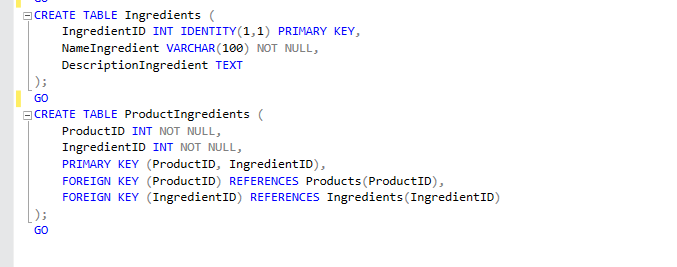 CREATE TABLE Ingredients (
IngredientID INT IDENTITY(1,1) PRIMARY KEY,
NameIngredient VARCHAR(100) NOT NULL,
DescriptionIngredient TEXT
);
GO
CREATE TABLE ProductIngredients (
ProductID INT NOT NULL,
IngredientID INT NOT NULL,
PRIMARY KEY (ProductID, IngredientID),
FOREIGN KEY (ProductID) REFERENCES Products(ProductID),
FOREIGN KEY (IngredientID) REFERENCES Ingredients(IngredientID)
);
GO